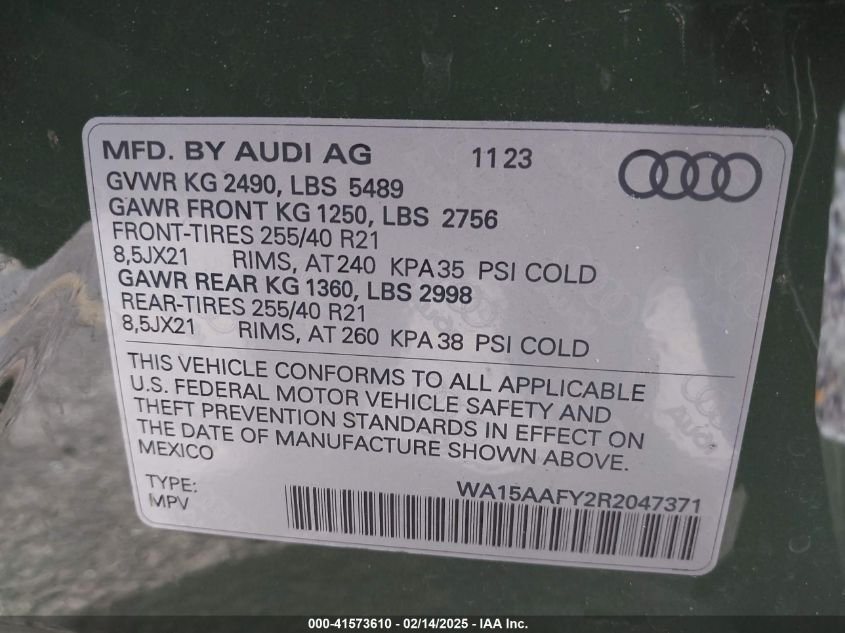 MFD. BY AUDI AG 11 23
GVWR KG 2490, LBS 5489
GAWR FRONT KG 1250, LBS 2756
FRONT-TIRES 255/40 R21
8,5JX21 RIMS, AT 240 KPA 35 PSI COLD
GAWR REAR KG 1360, LBS 2998
REAR-TIRES 255/40 R21
8,5JX21 RIMS, AT 260 KPA 38 PSI COLD
THIS VEHICLE CONFORMS TO ALL APPLICABLE
U.S. FEDERAL MOTOR VEHICLE SAFETY AND
THEFT PREVENTION STANDARDS IN EFFECT ON
THE DATE OF MANUFACTURE SHOWN ABOVE.
MEXICO
TYPE: WA15AAFY2R2047371
MPV
000-41573610 - 02/14/2025 - IAA Inc.